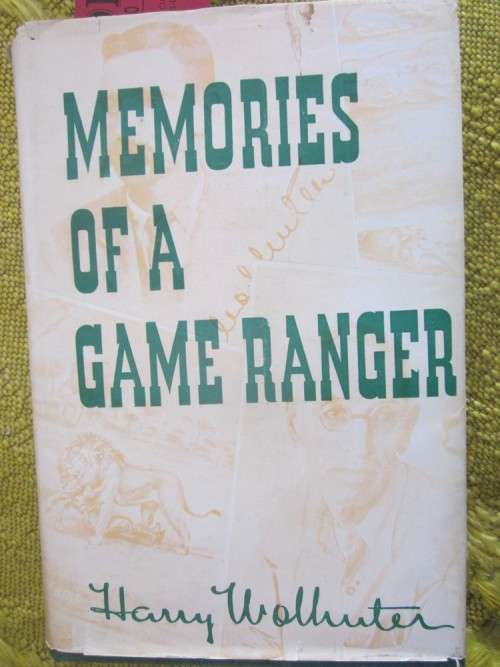 MEMORIES
OF A
GAME RANGER
Harry Wolhuter